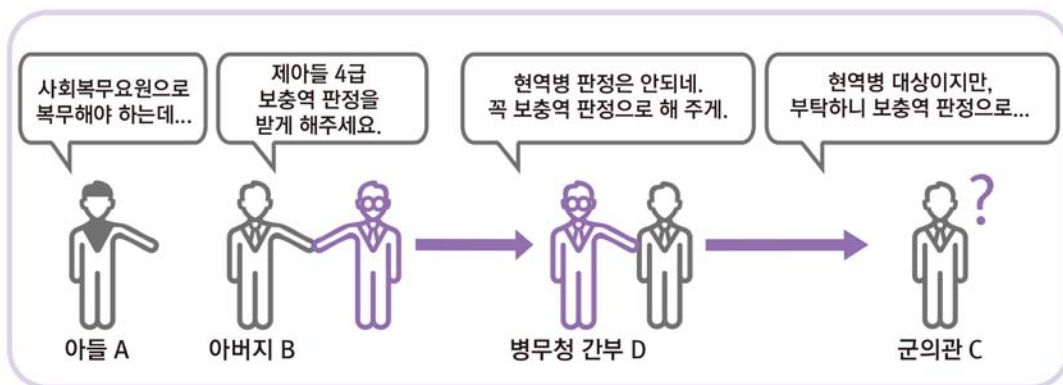 사회복무요원으로
복무해야 하는데...
제아들 4급
보충역 판정을
받게 해주세요.
현역병 판정은 안되네.
꼭 보충역 판정으로 해 주게.
현역병 대상이지만,
부탁하니 보충역 판정으로...
?
아들 A
아버지 B
병무청 간부 D
군의관 C